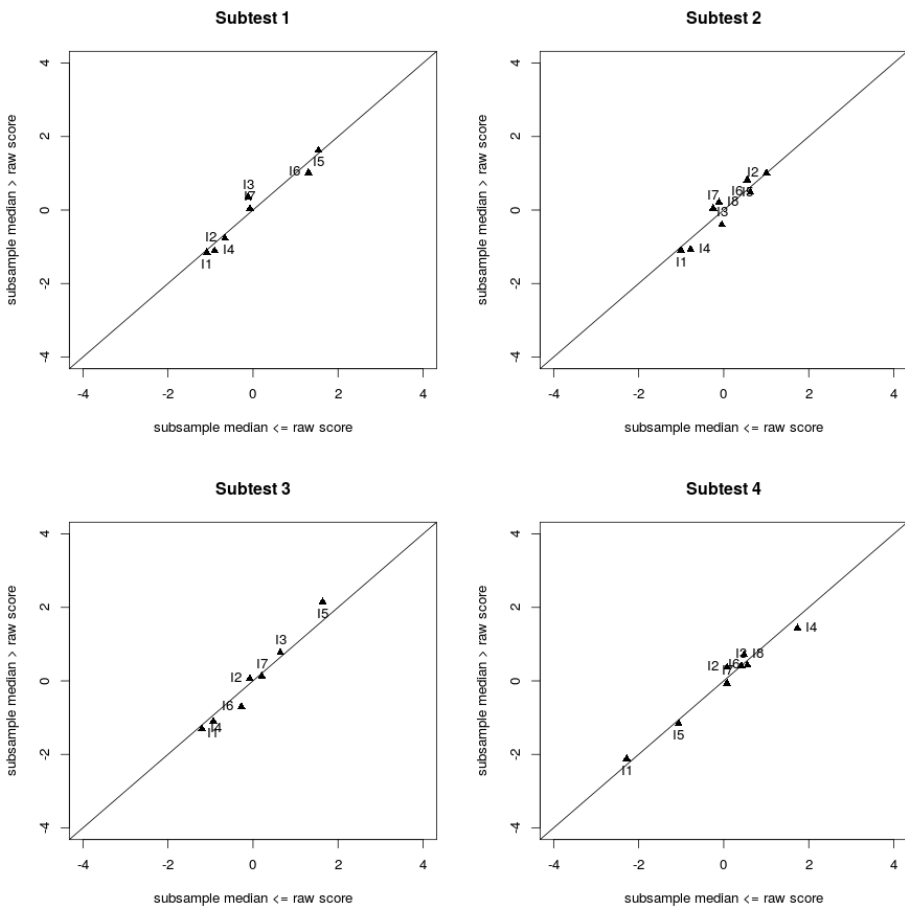 Subtest 1
subsample median > raw score
4
2
0
-2
-4
I5
I6
I3
I7
I2
I4
I1
-4 -2 0 2 4
subsample median <= raw score
Subtest 2
subsample median > raw score
4
2
0
-2
-4
I2
I6
I5
I7
I8
I3
I4
I1
-4 -2 0 2 4
subsample median <= raw score
Subtest 3
subsample median > raw score
4
2
0
-2
-4
I5
I3
I7
I2
I6
I4
I1
-4 -2 0 2 4
subsample median <= raw score
Subtest 4
subsample median > raw score
4
2
0
-2
-4
I4
I3
I8
I2
I6
I7
I5
I1
-4 -2 0 2 4
subsample median <= raw score